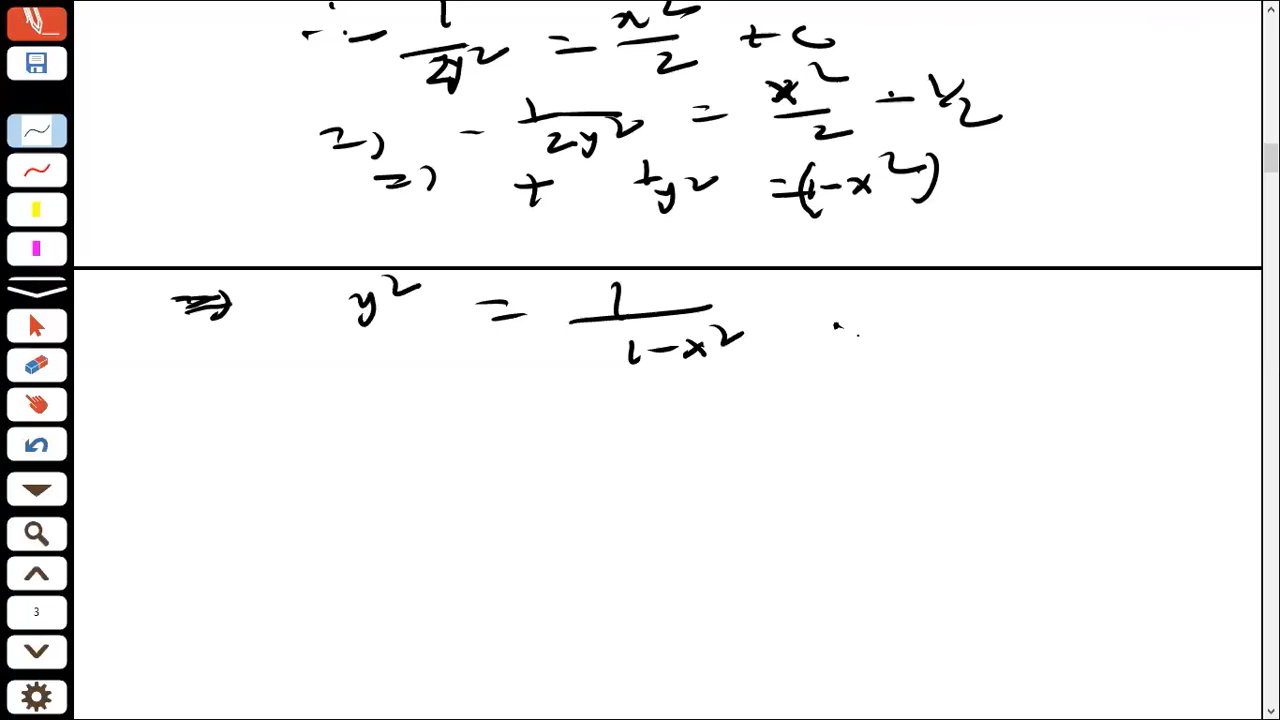 ∴ - 1/2y² = x²/2 + C
=> - 1/2y² = x²/2 - 1/2
=> + 1/y² = (1-x²)
=> y² = 1/1-x²
3